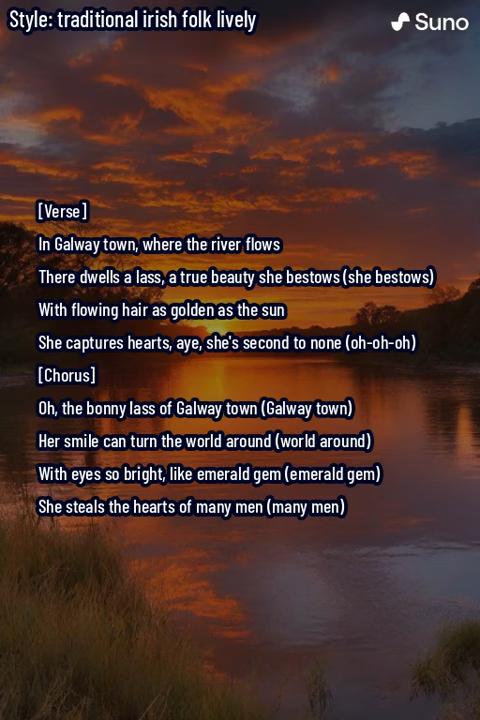 Style: traditional irish folk lively
Suno
[Verse]
In Galway town, where the river flows
There dwells a lass, a true beauty she bestows (she bestows)
With flowing hair as golden as the sun
She captures hearts, aye, she's second to none (oh-oh-oh)
[Chorus]
Oh, the bonny lass of Galway town (Galway town)
Her smile can turn the world around (world around)
With eyes so bright, like emerald gem (emerald gem)
She steals the hearts of many men (many men)